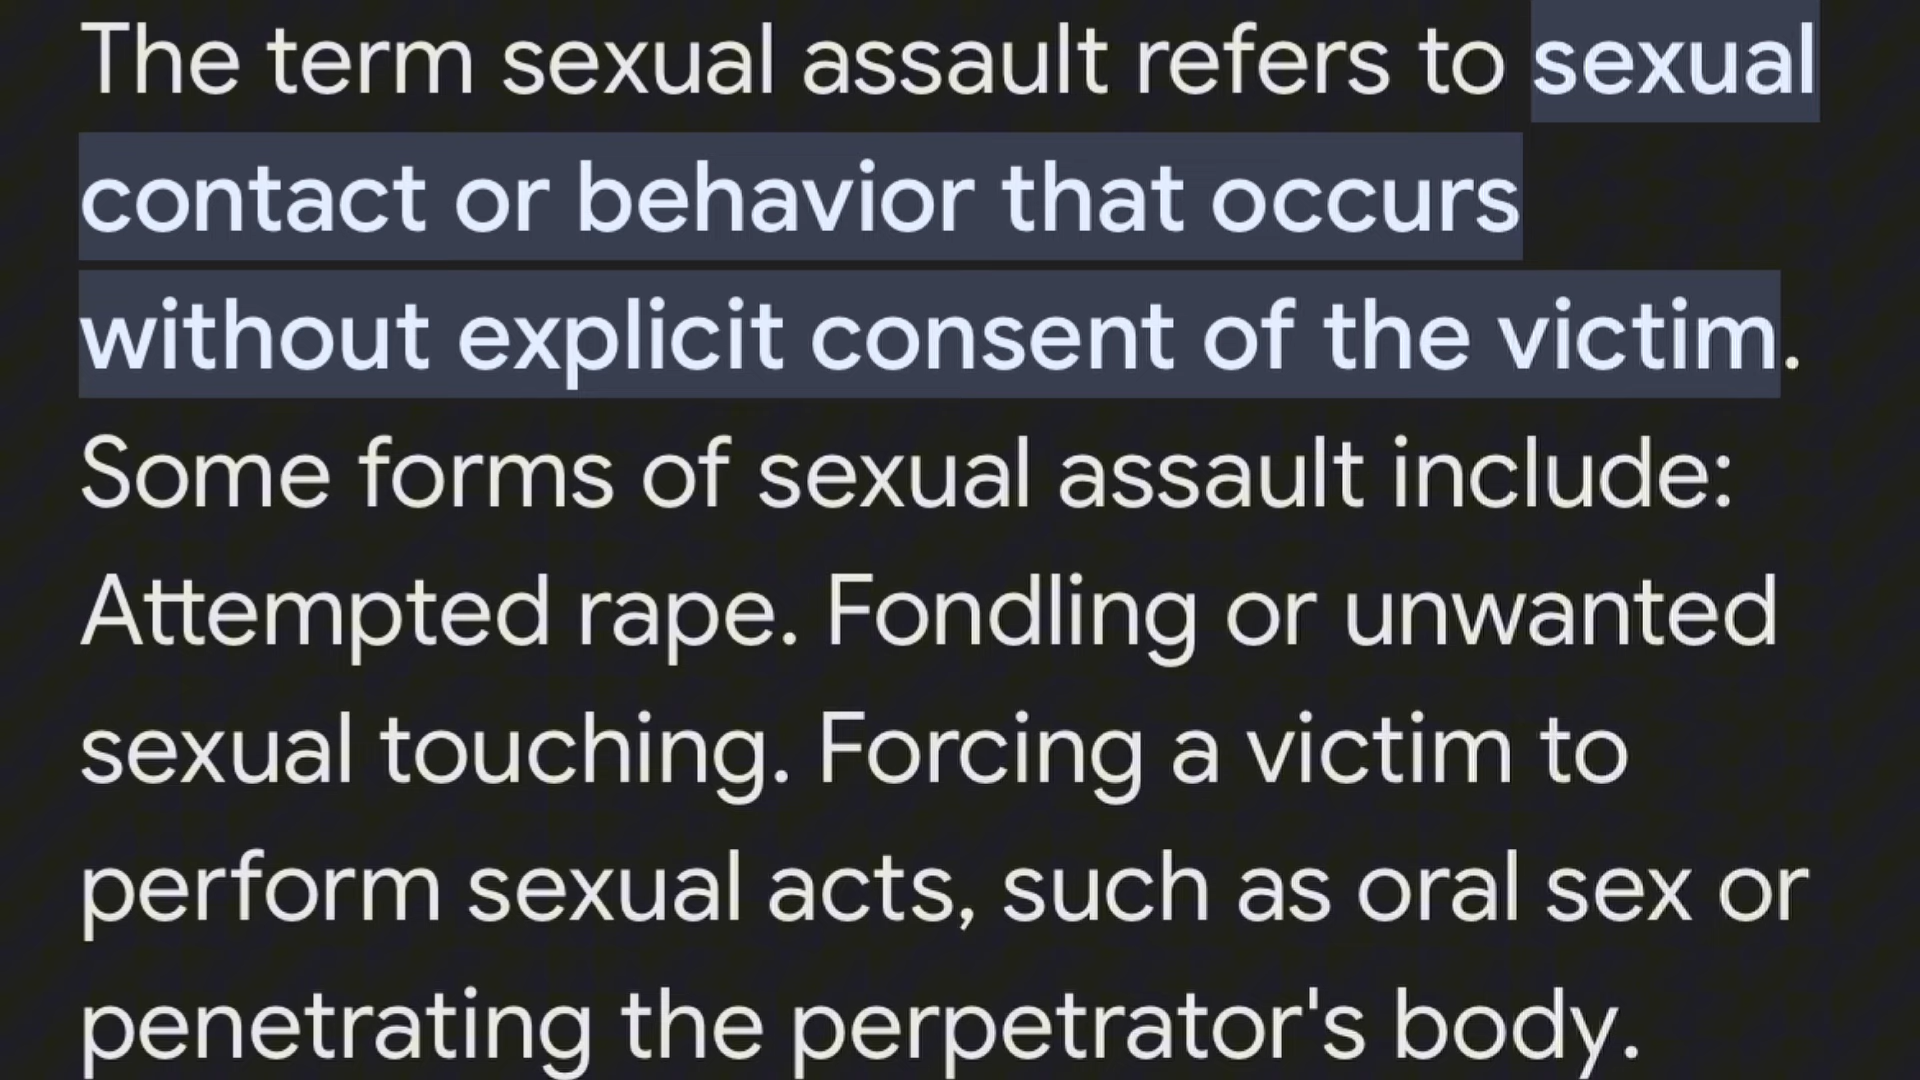 The term sexual assault refers to sexual
contact or behavior that occurs
without explicit consent of the victim.
Some forms of sexual assault include:
Attempted rape. Fondling or unwanted
sexual touching. Forcing a victim to
perform sexual acts, such as oral sex or
penetrating the perpetrator's body.